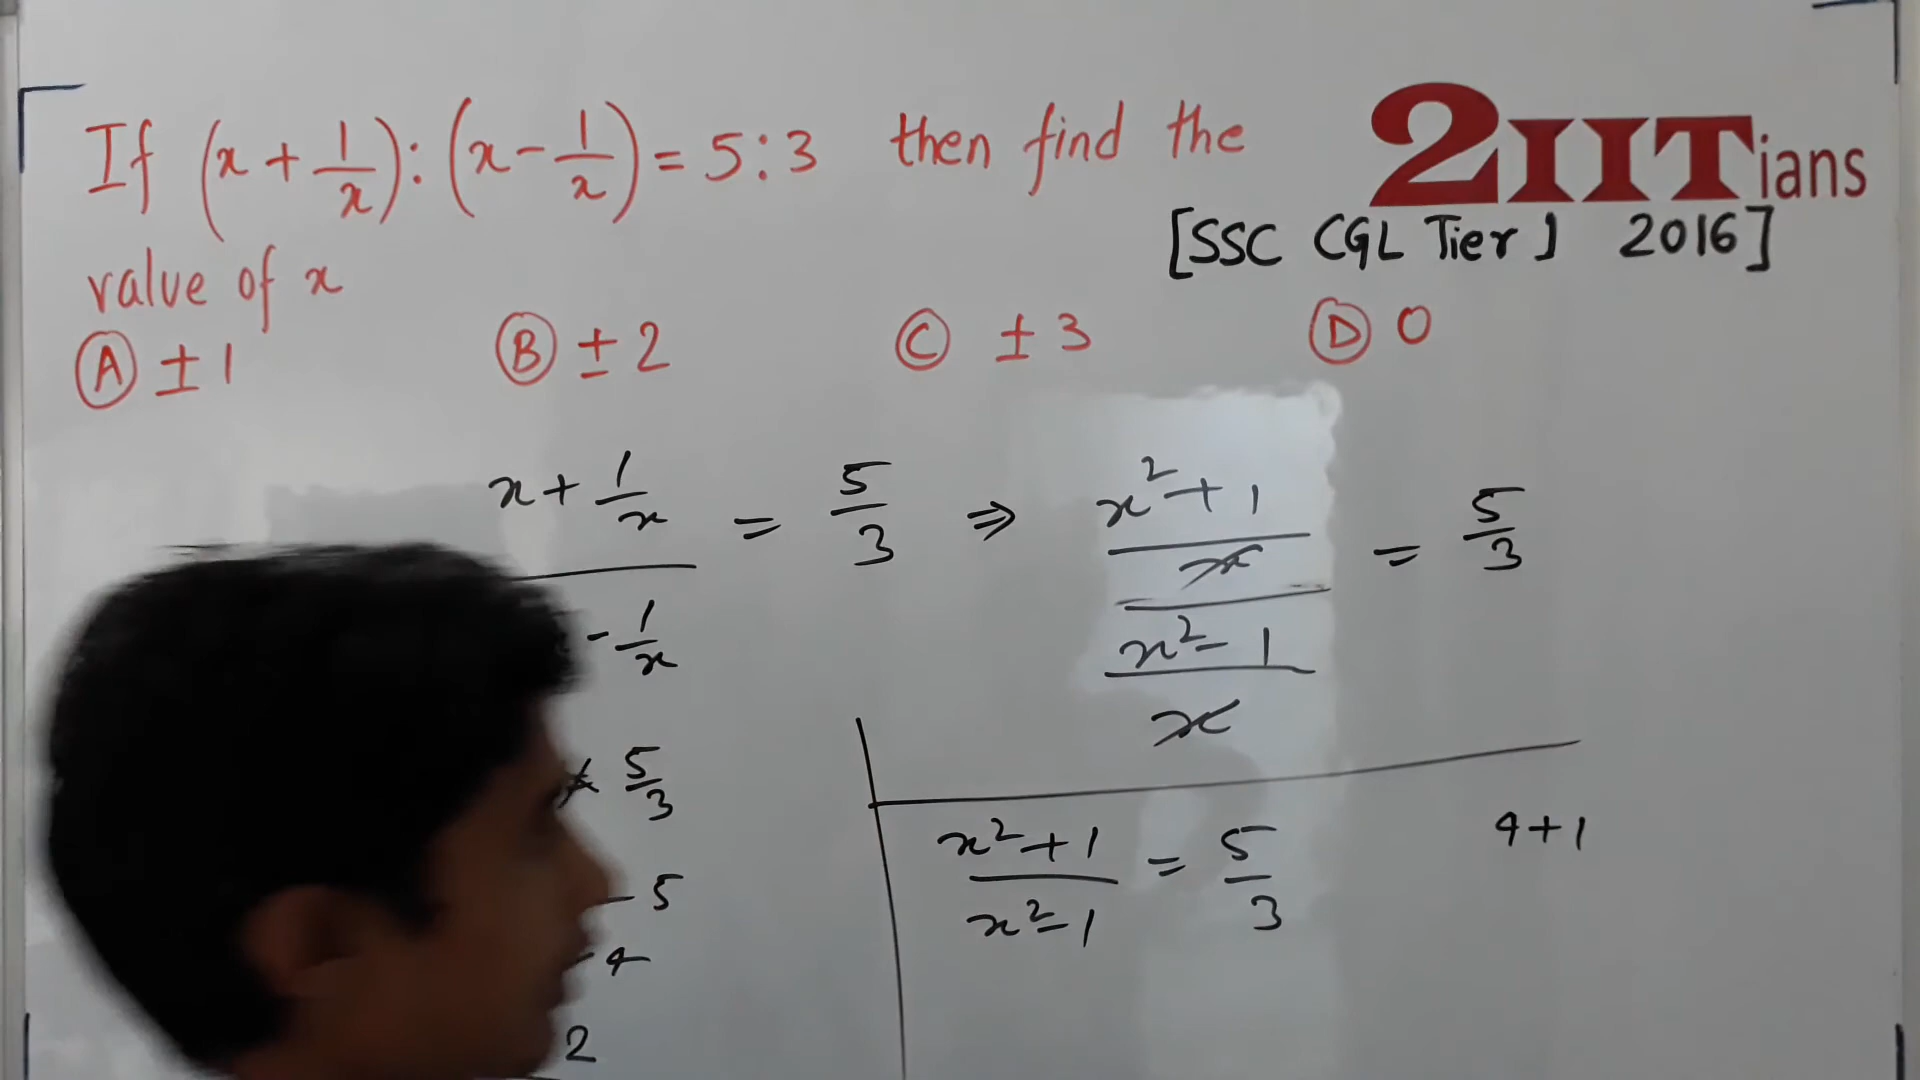 If (x + 1/x) : (x - 1/x) = 5 : 3 then find the
2IITians
[SSC CGL Tier 1 2016]
value of x
A ± 1 B ± 2 C ± 3 D 0
x + 1/x = 5/3 ⇒ x² + 1 / x = 5/3
- 1/x
x² - 1 / x
5/3
x² + 1 / x² - 1 = 5/3
4 + 1
- 5
- 4
2